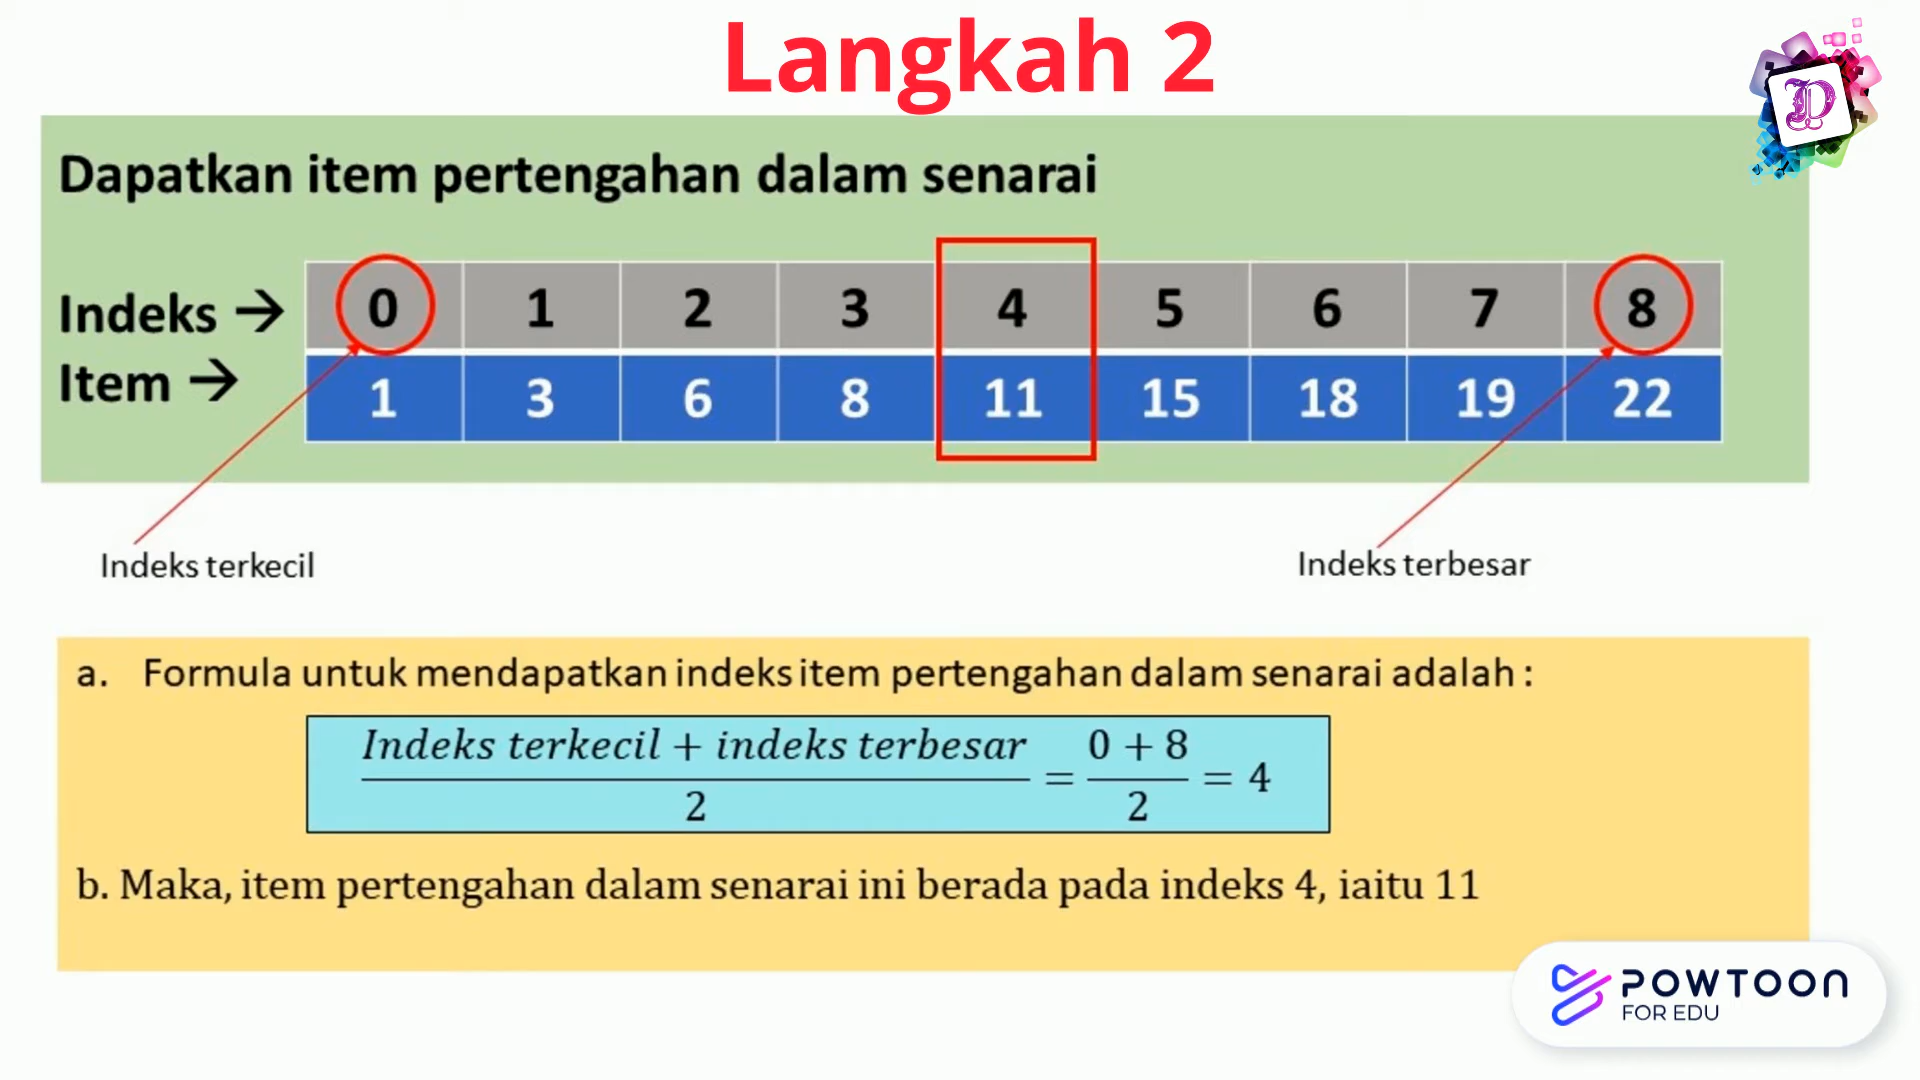 Langkah 2
Dapatkan item pertengahan dalam senarai
Indeks → 0 1 2 3 4 5 6 7 8
Item → 1 3 6 8 11 15 18 19 22
Indeks terkecil
Indeks terbesar
a. Formula untuk mendapatkan indeks item pertengahan dalam senarai adalah :
Indeks terkecil + indeks terbesar / 2 = 0 + 8 / 2 = 4
b. Maka, item pertengahan dalam senarai ini berada pada indeks 4, iaitu 11
POWTOON
FOR EDU